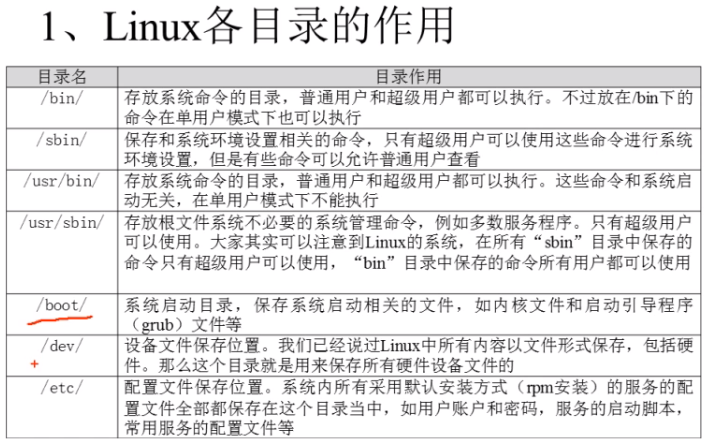 1、Linux各目录的作用
目录名 目录作用
/bin/ 存放系统命令的目录，普通用户和超级用户都可以执行。不过放在/bin下的
命令在单用户模式下也可以执行
/sbin/ 保存和系统环境设置相关的命令，只有超级用户可以使用这些命令进行系统
环境设置，但是有些命令可以允许普通用户查看
/usr/bin/ 存放系统命令的目录，普通用户和超级用户都可以执行。这些命令和系统启
动无关，在单用户模式下不能执行
/usr/sbin/ 存放根文件系统不必要的系统管理命令，例如多数服务程序。只有超级用户
可以使用。大家其实可以注意到Linux的系统，在所有“sbin”目录中保存的
命令只有超级用户可以使用，“bin”目录中保存的命令所有用户都可以使用
/boot/ 系统启动目录，保存系统启动相关的文件，如内核文件和启动引导程序
（grub）文件等
/dev/ 设备文件保存位置。我们已经说过Linux中所有内容以文件形式保存，包括硬
件。那么这个目录就是用来保存所有硬件设备文件的
/etc/ 配置文件保存位置。系统内所有采用默认安装方式（rpm安装）的服务的配
置文件全部都保存在这个目录当中，如用户账户和密码，服务的启动脚本，
常用服务的配置文件等